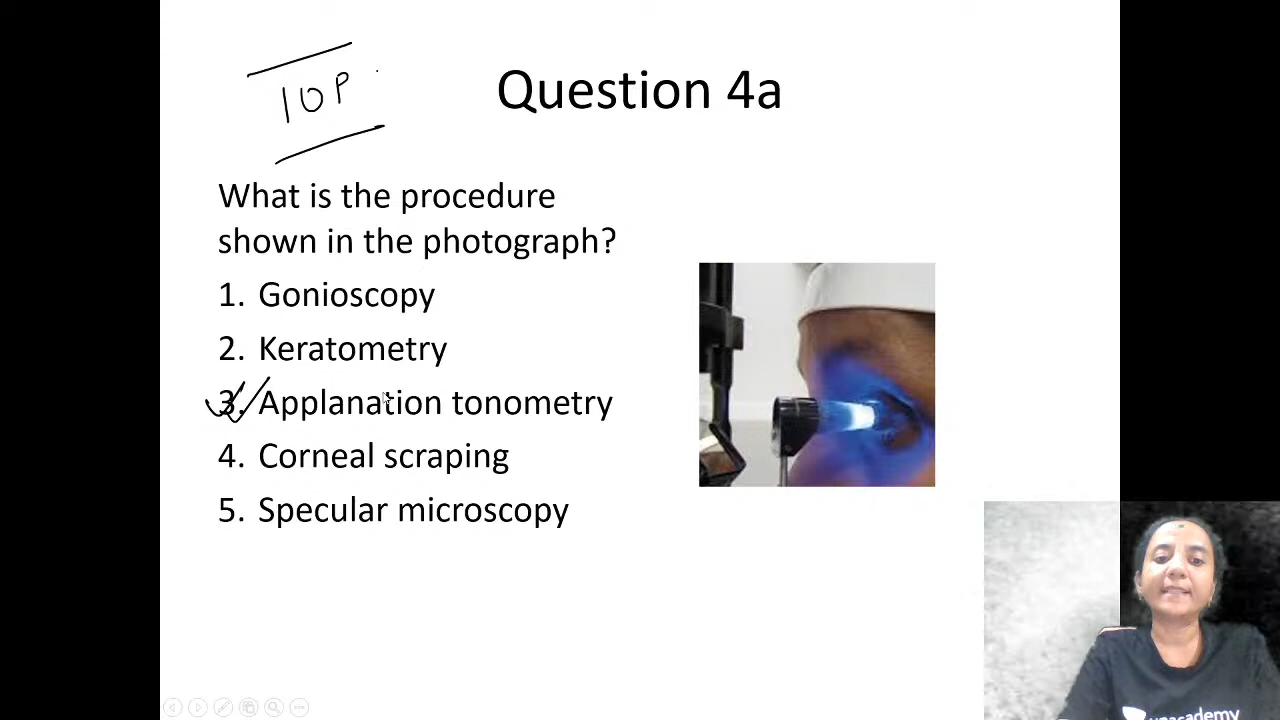 IOP
Question 4a
What is the procedure
shown in the photograph?
1. Gonioscopy
2. Keratometry
3. Applanation tonometry
4. Corneal scraping
5. Specular microscopy
unacademy